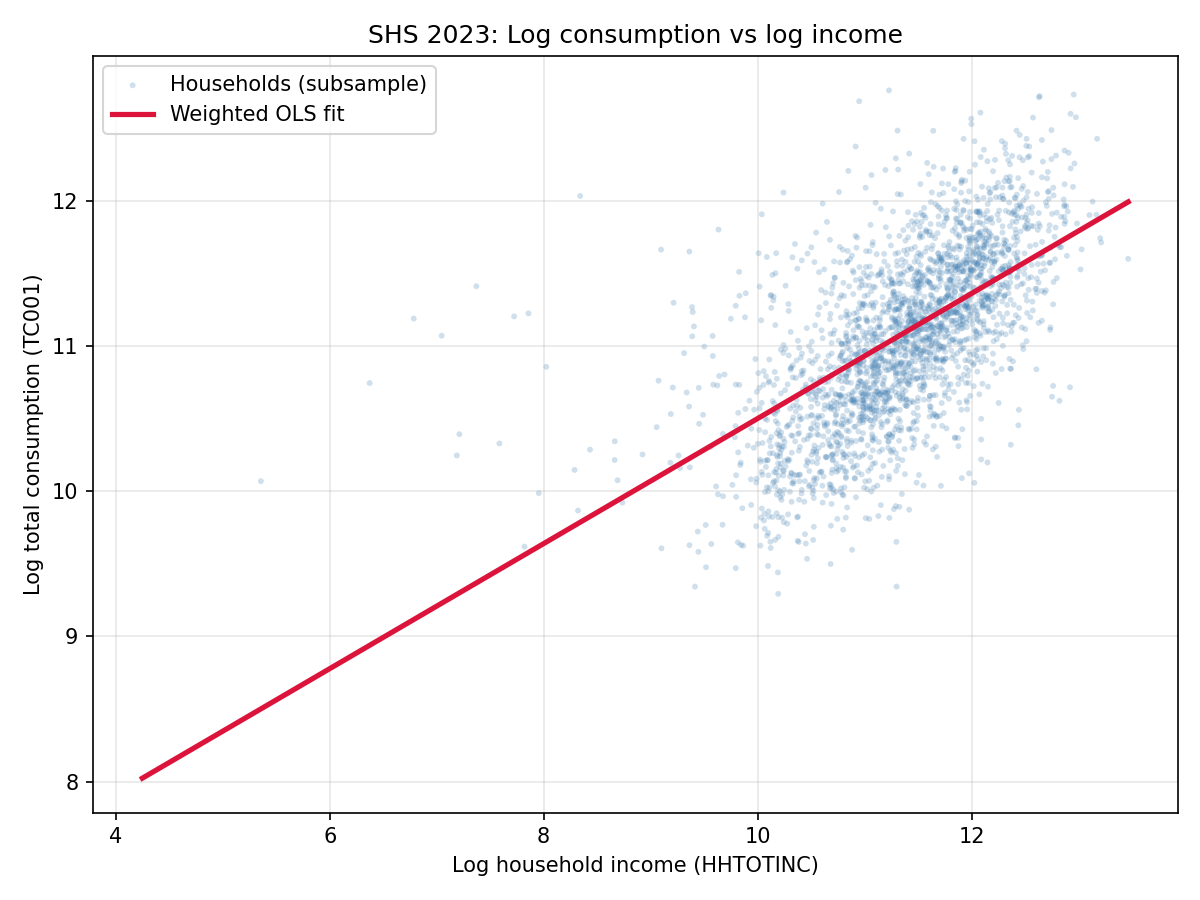 SHS 2023: Log consumption vs log income
Households (subsample)
Weighted OLS fit
Log total consumption (TC001)
12
11
10
9
8
4
6
8
10
12
Log household income (HHTOTINC)